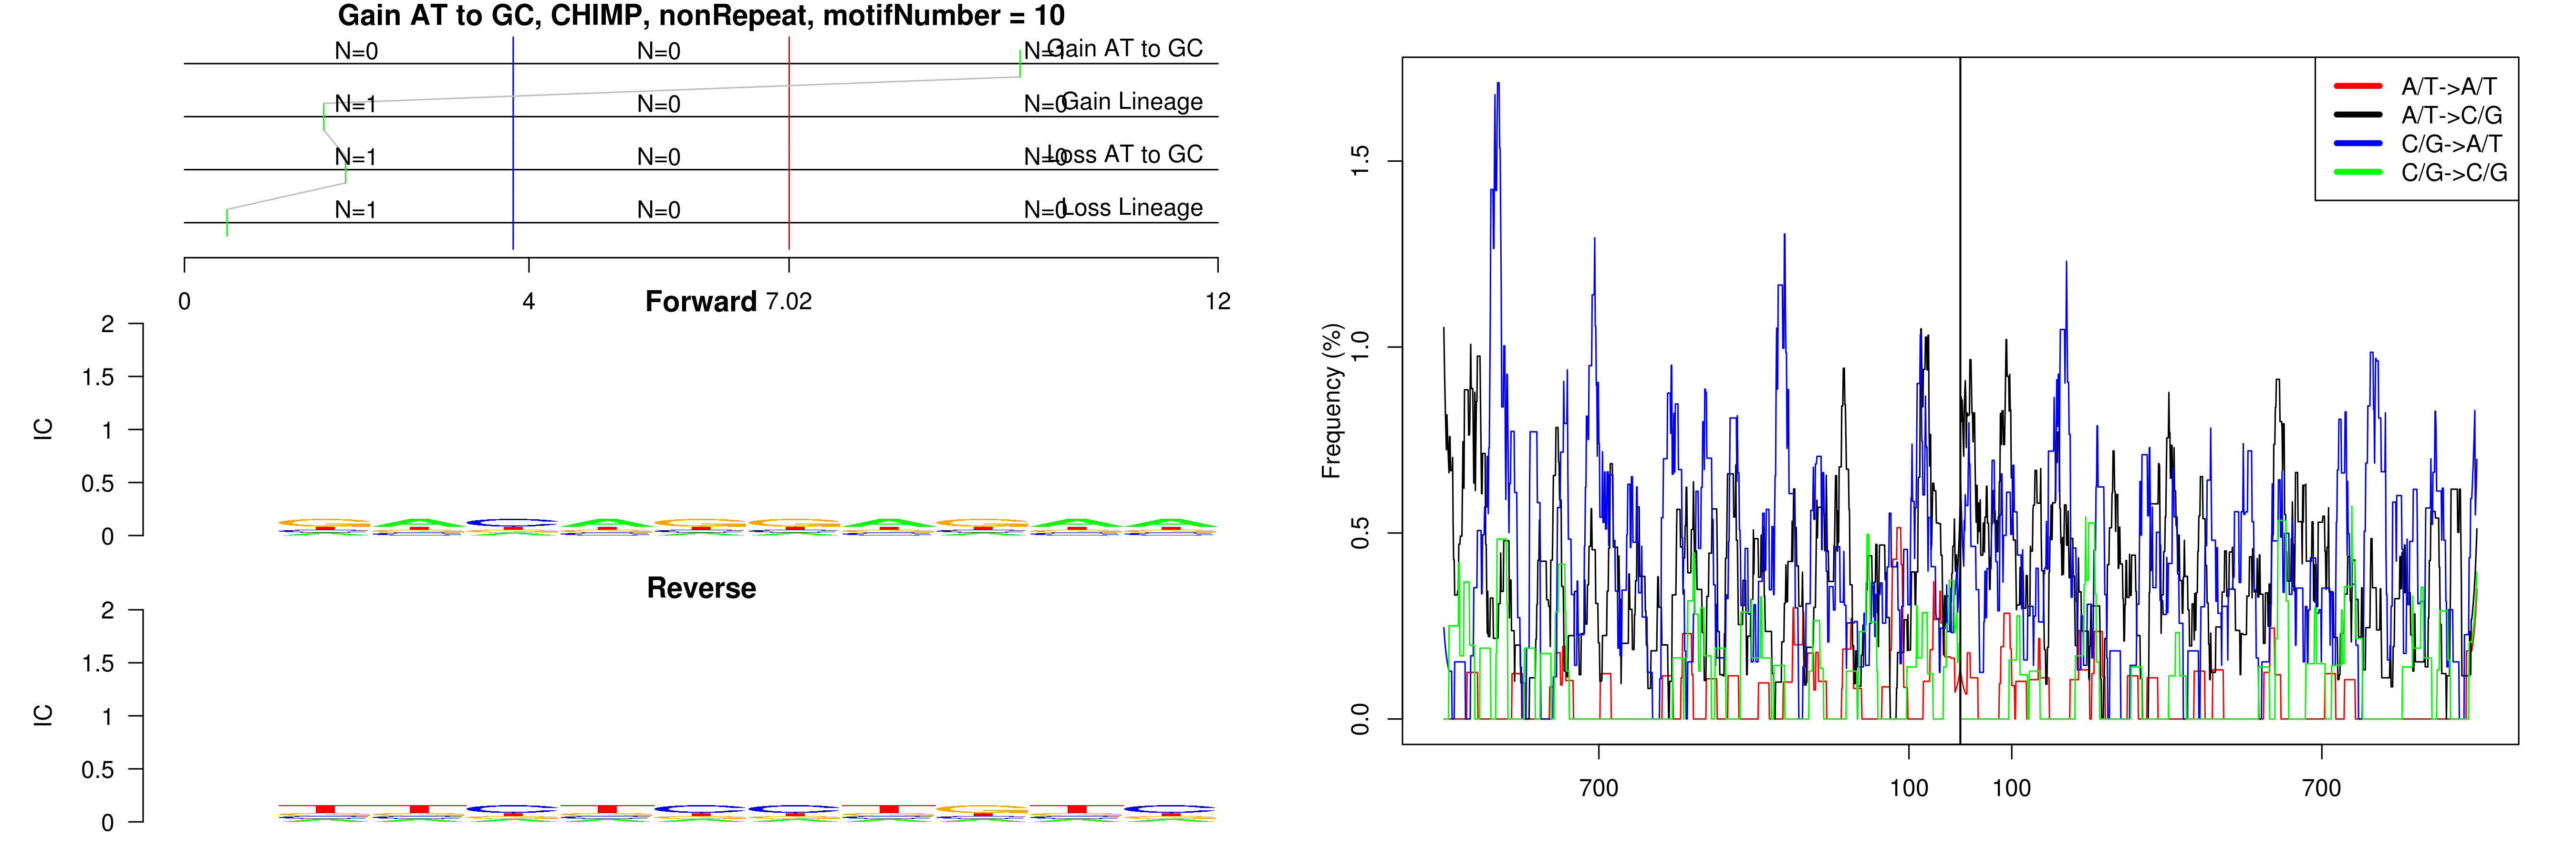 Gain AT to GC, CHIMP, nonRepeat, motifNumber = 10
N=0 N=0 N=1 Gain AT to GC
N=1 N=0 N=0 Gain Lineage
N=1 N=0 N=0 Loss AT to GC
N=1 N=0 N=0 Loss Lineage
0 4 7.02 12
Forward
2
1.5
1
0.5
0
IC
G A C A G G A G A A
Reverse
2
1.5
1
0.5
0
IC
T T C T C C T G T C
A/T->A/T
A/T->C/G
C/G->A/T
C/G->C/G
Frequency (%)
1.5
1.0
0.5
0.0
700 100 100 700